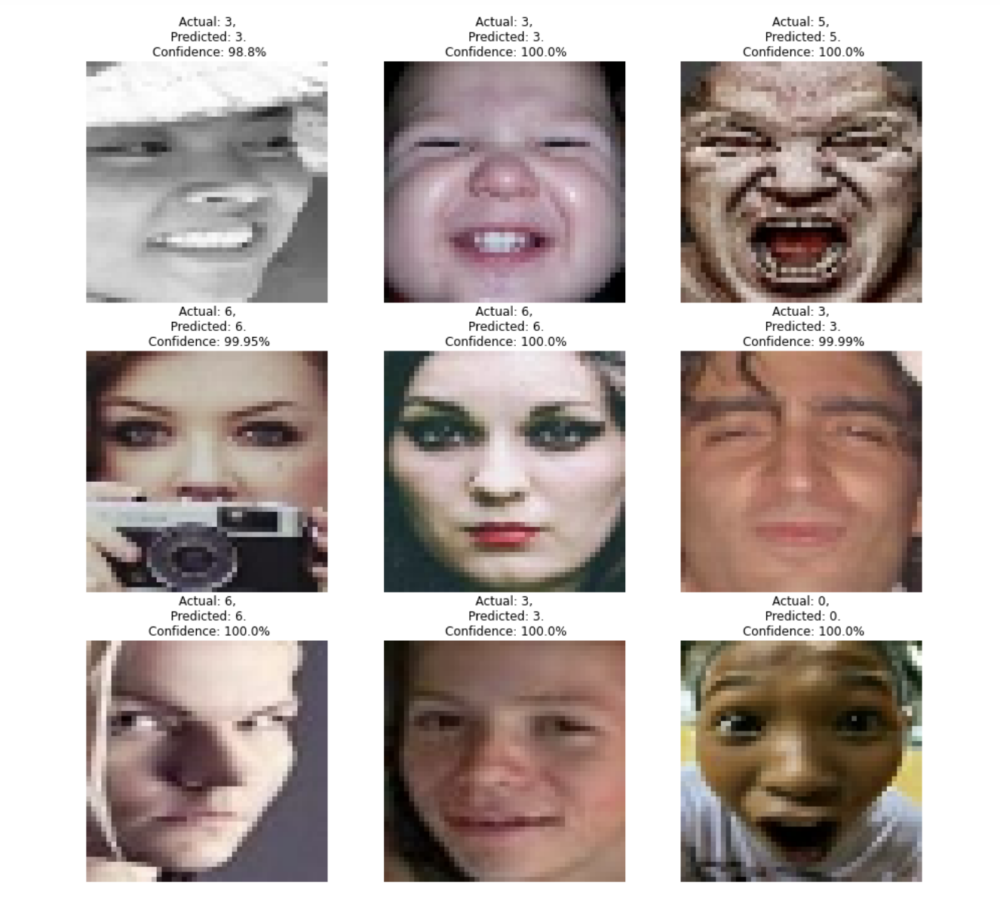 Actual: 3,
Predicted: 3.
Confidence: 98.8%
Actual: 3,
Predicted: 3.
Confidence: 100.0%
Actual: 5,
Predicted: 5.
Confidence: 100.0%
Actual: 6,
Predicted: 6.
Confidence: 99.95%
Actual: 6,
Predicted: 6.
Confidence: 100.0%
Actual: 3,
Predicted: 3.
Confidence: 99.99%
Actual: 6,
Predicted: 6.
Confidence: 100.0%
Actual: 3,
Predicted: 3.
Confidence: 100.0%
Actual: 0,
Predicted: 0.
Confidence: 100.0%